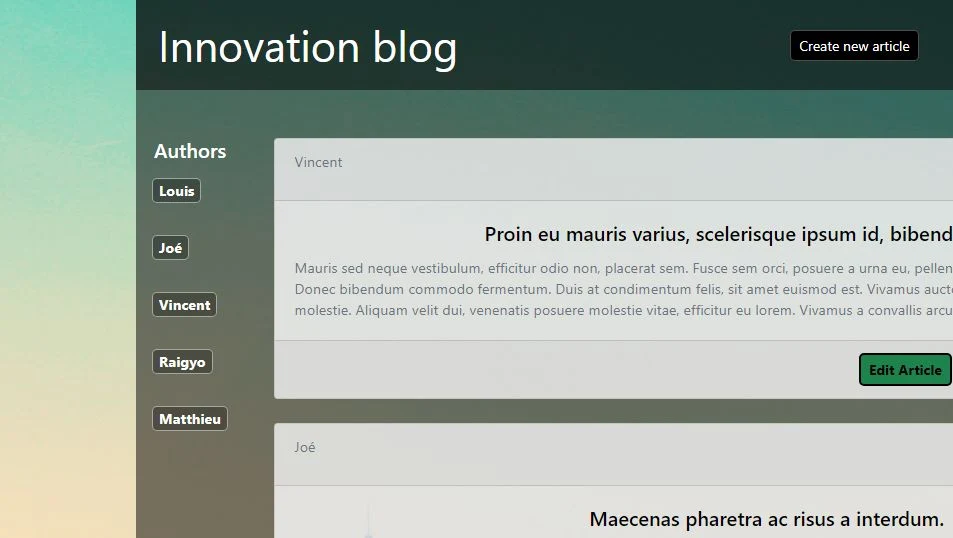 Innovation blog
Create new article
Authors
Louis
Joé
Vincent
Raigyo
Matthieu
Vincent
Proin eu mauris varius, scelerisque ipsum id, bibend
Mauris sed neque vestibulum, efficitur odio non, placerat sem. Fusce sem orci, posuere a urna eu, pellen
Donec bibendum commodo fermentum. Duis at condimentum felis, sit amet euismod est. Vivamus aucto
molestie. Aliquam velit dui, venenatis posuere molestie vitae, efficitur eu lorem. Vivamus a convallis arcu
Edit Article
Joé
Maecenas pharetra ac risus a interdum.